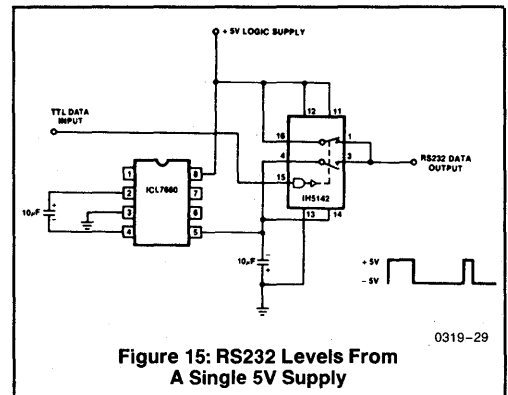 + 5V LOGIC SUPPLY
TTL DATA
INPUT
12 11
16 1
4 3
RS232 DATA
OUTPUT
15
IH5142
13 14
1 8
2 ICL7660 7
3 6
4 5
10µF
+
-
10µF
-
+
+ 5V
- 5V
0319-29
Figure 15: RS232 Levels From
A Single 5V Supply